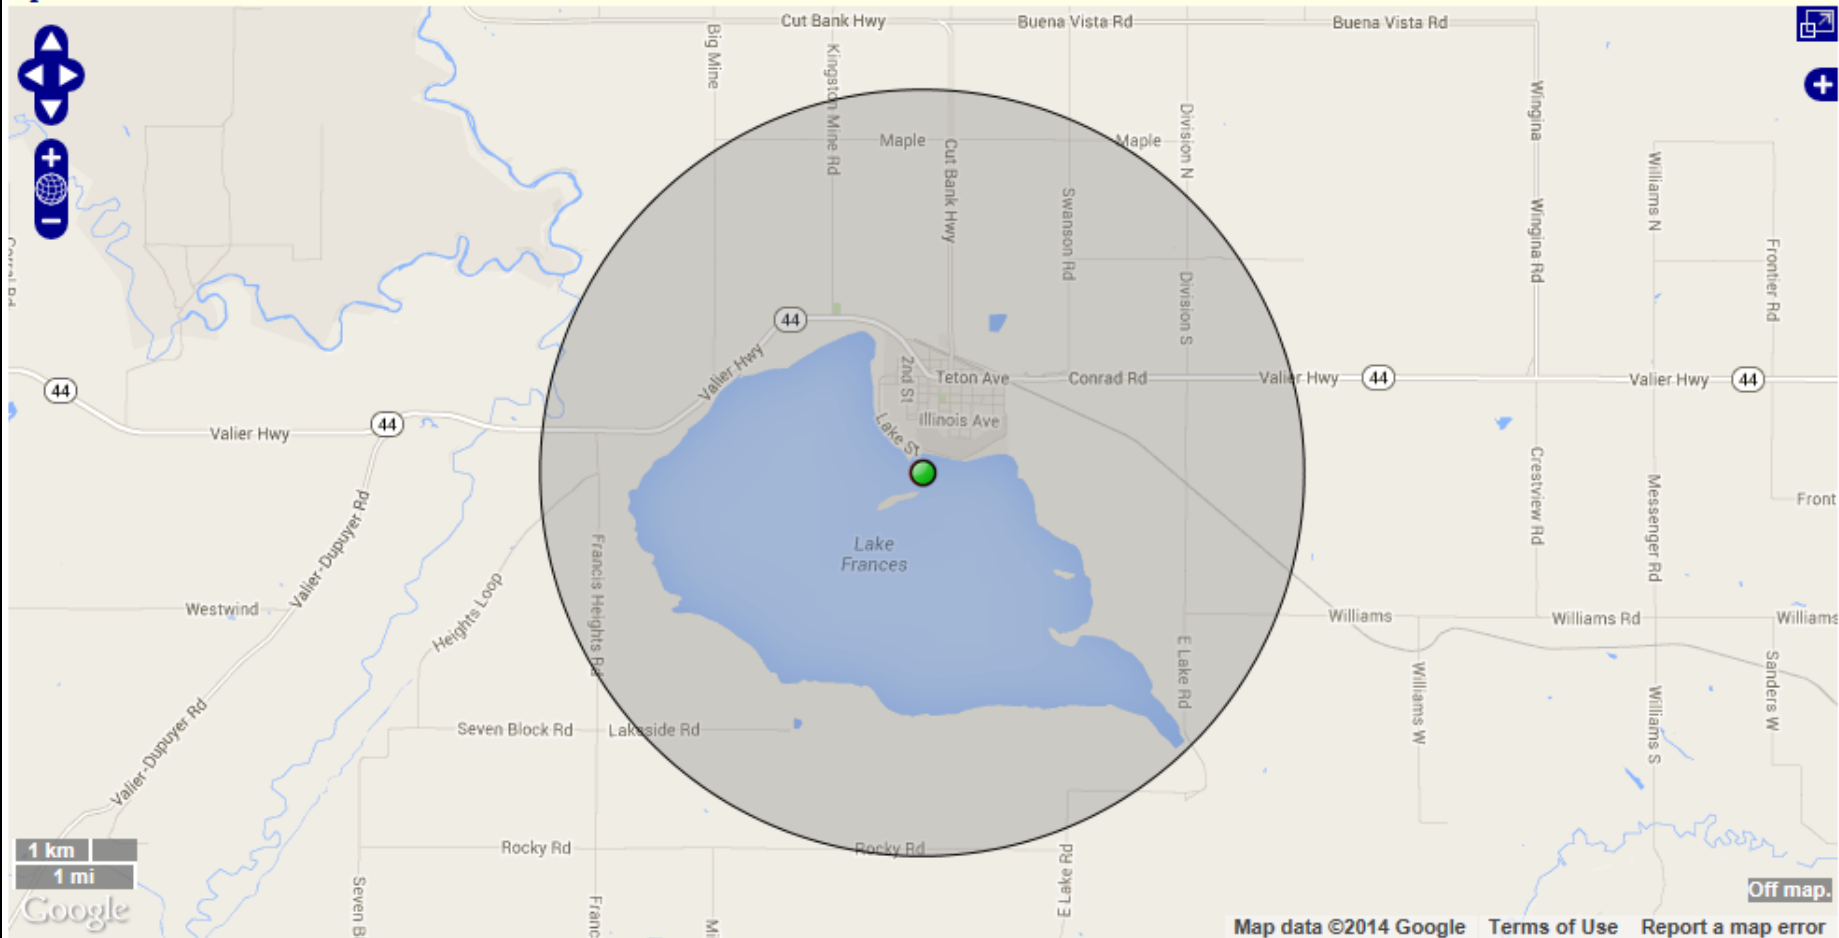 Cut Bank Hwy
Buena Vista Rd
Buena Vista Rd
Big Mine
Kingston Mine Rd
Maple
Maple
Cut Bank Hwy
Division N
Wingina
Williams N
Swanson Rd
Wingina Rd
Frontier Rd
Division S
44
Valier Hwy
2nd St
Teton Ave
Conrad Rd
Valier Hwy
44
Valier Hwy
44
44
44
Valier Hwy
Illinois Ave
Lake St
Crestview Rd
Messenger Rd
Front
Valier-Dupuyer Rd
Lake
Frances
Francis Heights Rd
Heights Loop
Westwind
Williams
Williams Rd
Williams
E Lake Rd
Williams W
Sanders W
Williams S
Valier-Dupuyer Rd
Seven Block Rd
Lakeside Rd
1 km
1 mi
Google
Rocky Rd
Rocky Rd
E Lake Rd
Seven B
Franc
Mi
Off map.
Map data ©2014 Google
Terms of Use
Report a map error